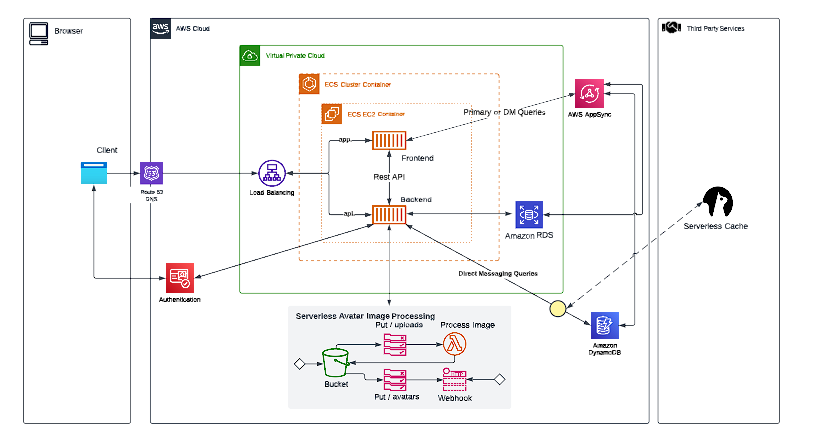 Browser
aws
AWS Cloud
Third Party Services
Virtual Private Cloud
ECS Cluster Container
ECS EC2 Container
Primary or DM Queries
AWS AppSync
app.
Frontend
Client
Rest API
Route 53
DNS
Load Balancing
Backend
api.
Amazon RDS
Serverless Cache
Direct Messaging Queries
Authentication
Serverless Avatar Image Processing
Put / uploads
Process Image
Amazon
DynamoDB
Bucket
Put / avatars
Webhook